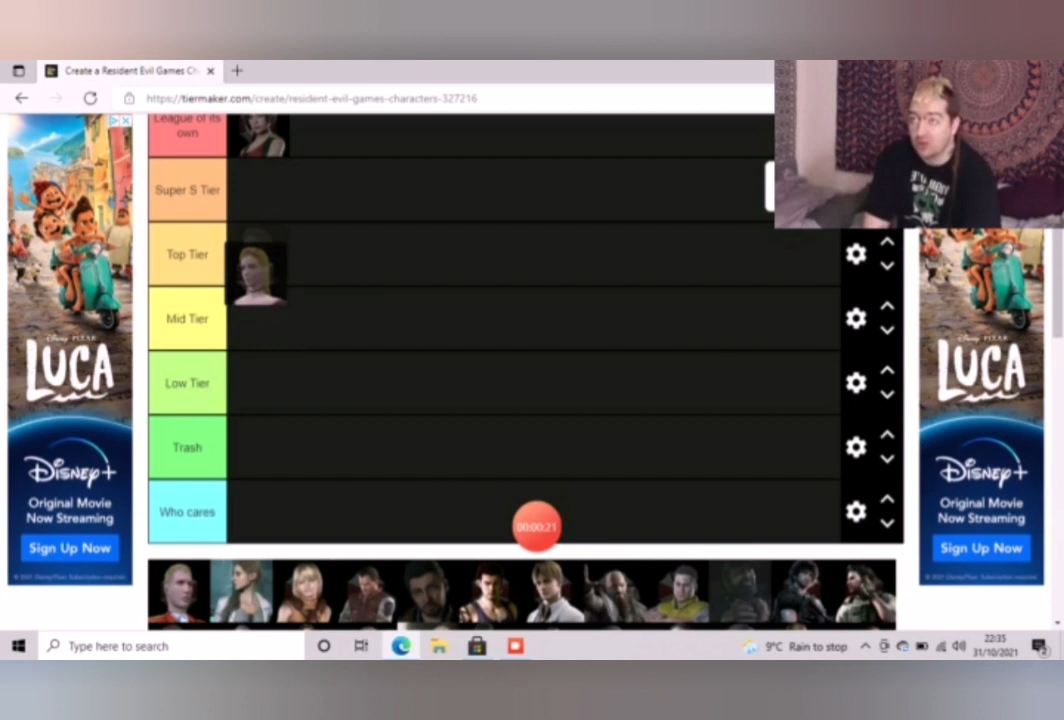 Create a Resident Evil Games Ch
https://tiermaker.com/create/resident-evil-games-characters-327216
League of its
own
Super S Tier
Top Tier
Mid Tier
Low Tier
Trash
Who cares
00:00:21
Disney PIXAR
LUCA
Disney+
Original Movie
Now Streaming
Sign Up Now
LUCA
Disney+
Original Movie
Now Streaming
Sign Up Now
Type here to search
9°C Rain to stop
22:35
31/10/2021
2